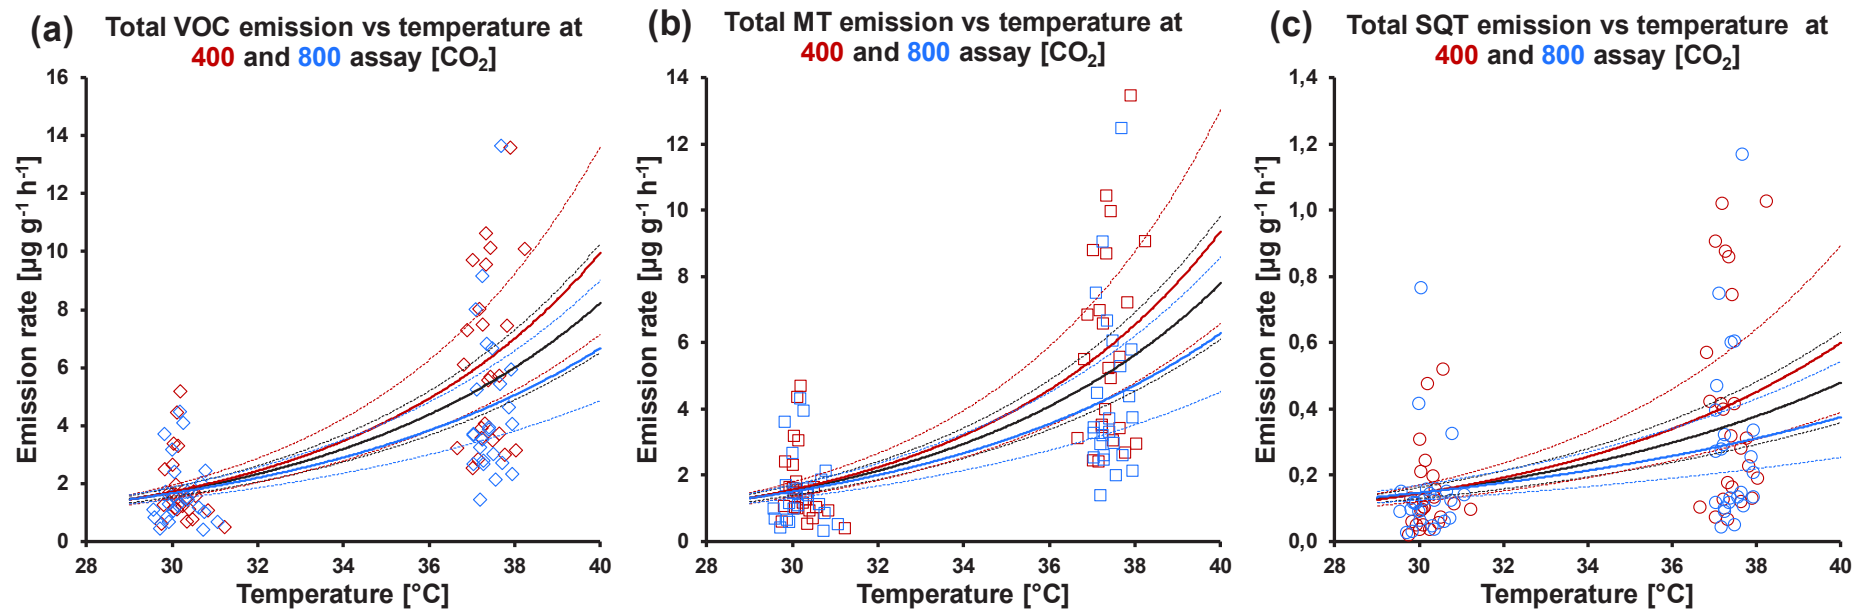 (a) Total VOC emission vs temperature at
400 and 800 assay [CO₂]
16
14
12
10
8
6
4
2
0
28 30 32 34 36 38 40
Emission rate [µg g⁻¹ h⁻¹]
Temperature [°C]
(b) Total MT emission vs temperature at
400 and 800 assay [CO₂]
14
12
10
8
6
4
2
0
28 30 32 34 36 38 40
Emission rate [µg g⁻¹ h⁻¹]
Temperature [°C]
(c) Total SQT emission vs temperature at
400 and 800 assay [CO₂]
1,4
1,2
1,0
0,8
0,6
0,4
0,2
0,0
28 30 32 34 36 38 40
Emission rate [µg g⁻¹ h⁻¹]
Temperature [°C]